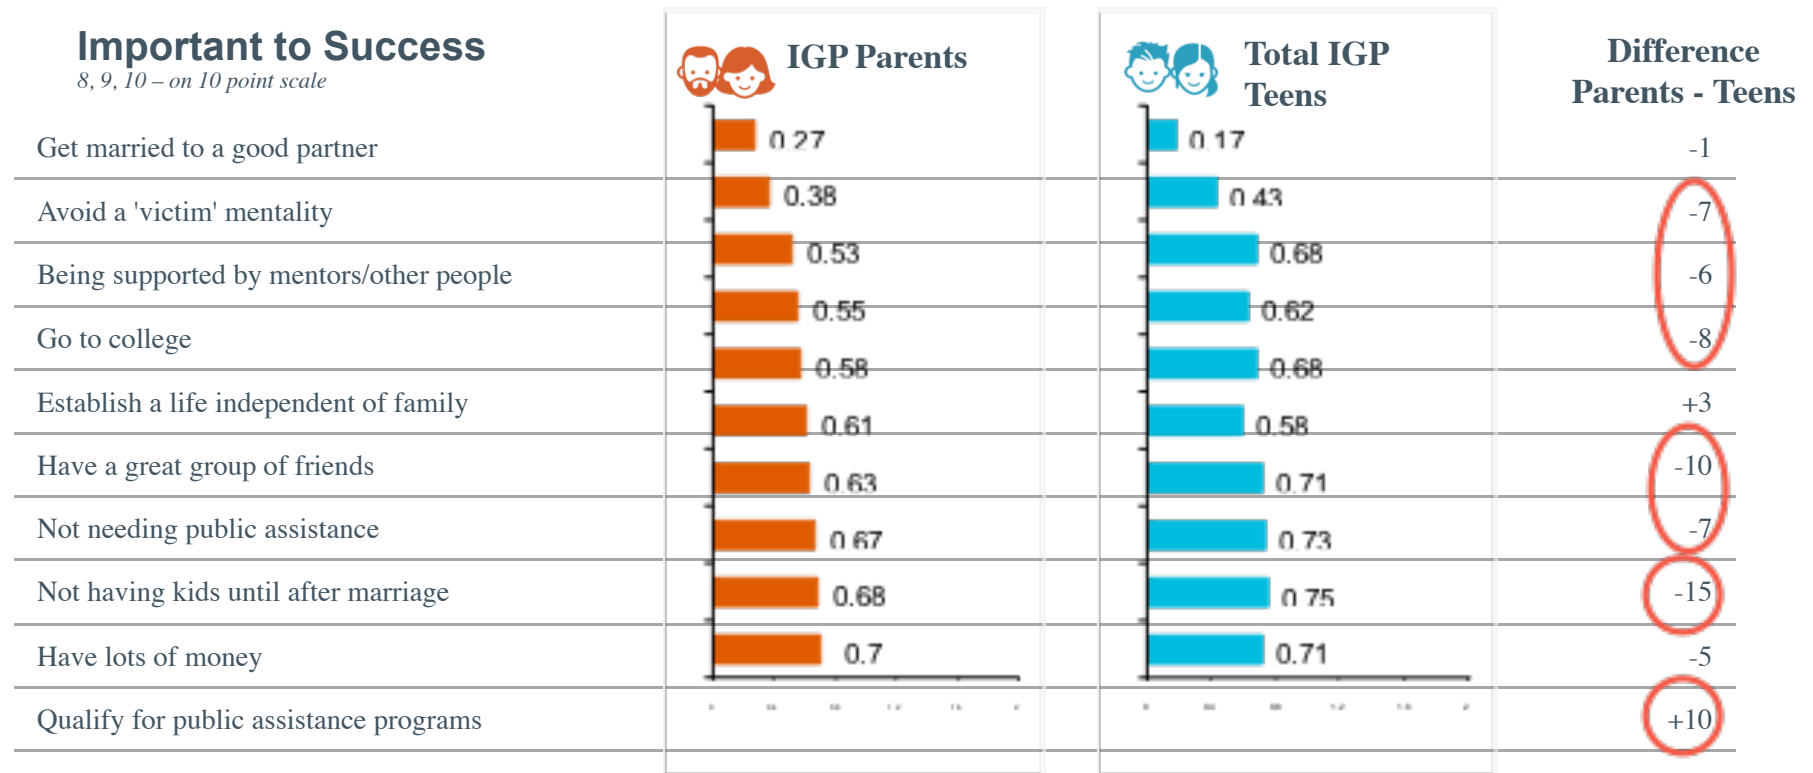 Important to Success
8, 9, 10 – on 10 point scale
IGP Parents
Total IGP
Teens
Difference
Parents - Teens
Get married to a good partner
0.27
0.17
-1
Avoid a 'victim' mentality
0.38
0.43
-7
Being supported by mentors/other people
0.53
0.68
-6
Go to college
0.55
0.62
-8
0.58
0.68
Establish a life independent of family
+3
0.61
0.58
Have a great group of friends
-10
0.63
0.71
Not needing public assistance
-7
0.67
0.73
Not having kids until after marriage
0.68
0.75
-15
Have lots of money
0.7
0.71
-5
Qualify for public assistance programs
+10